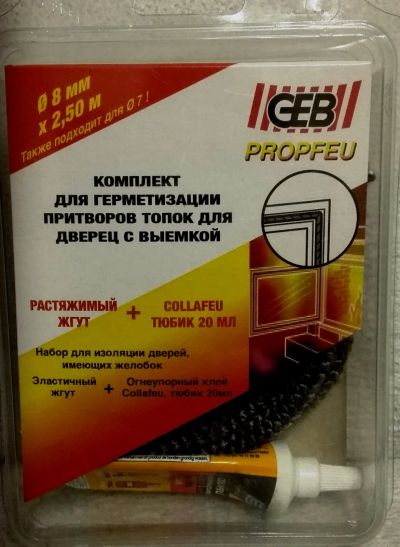 Ø 8 мм
x 2,50 м
Также подходит для Ø 7 !
GEB
PROPFEU
КОМПЛЕКТ
ДЛЯ ГЕРМЕТИЗАЦИИ
ПРИТВОРОВ ТОПОК ДЛЯ
ДВЕРЕЦ С ВЫЕМКОЙ
РАСТЯЖИМЫЙ
ЖГУТ
+
COLLAFEU
ТЮБИК 20 МЛ
Набор для изоляции дверей,
имеющих желобок
Эластичный
жгут
+
Огнеупорный клей
Collafeu, тюбик 20мл